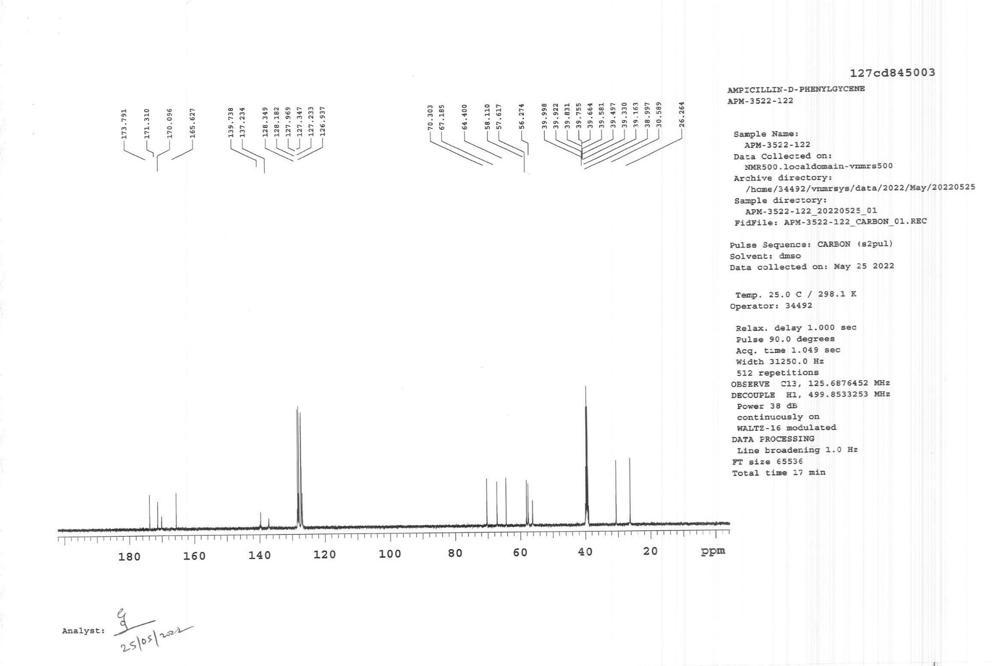 127cd845003
AMPICILLIN-D-PHENYLGYCENE
APM-3522-122
Sample Name:
APM-3522-122
Data Collected on:
NMR500.localdomain-vnmrs500
Archive directory:
/home/34492/vnmrsys/data/2022/May/20220525
Sample directory:
APM-3522-122_20220525_01
FidFile: APM-3522-122_CARBON_01.REC
Pulse Sequence: CARBON (s2pul)
Solvent: dmso
Data collected on: May 25 2022
Temp. 25.0 C / 298.1 K
Operator: 34492
Relax. delay 1.000 sec
Pulse 90.0 degrees
Acq. time 1.049 sec
Width 31250.0 Hz
512 repetitions
OBSERVE C13, 125.6876452 MHz
DECOUPLE H1, 499.8533253 MHz
Power 38 dB
continuously on
WALTZ-16 modulated
DATA PROCESSING
Line broadening 1.0 Hz
FT size 65536
Total time 17 min
173.791
171.310
170.096
165.627
139.738
137.234
128.349
128.182
127.969
127.347
127.233
126.937
70.303
67.185
64.400
58.110
57.617
56.274
39.998
39.922
39.831
39.755
39.664
39.581
39.497
39.330
39.163
38.997
30.589
26.264
180 160 140 120 100 80 60 40 20 ppm
Analyst:
25/05/2022